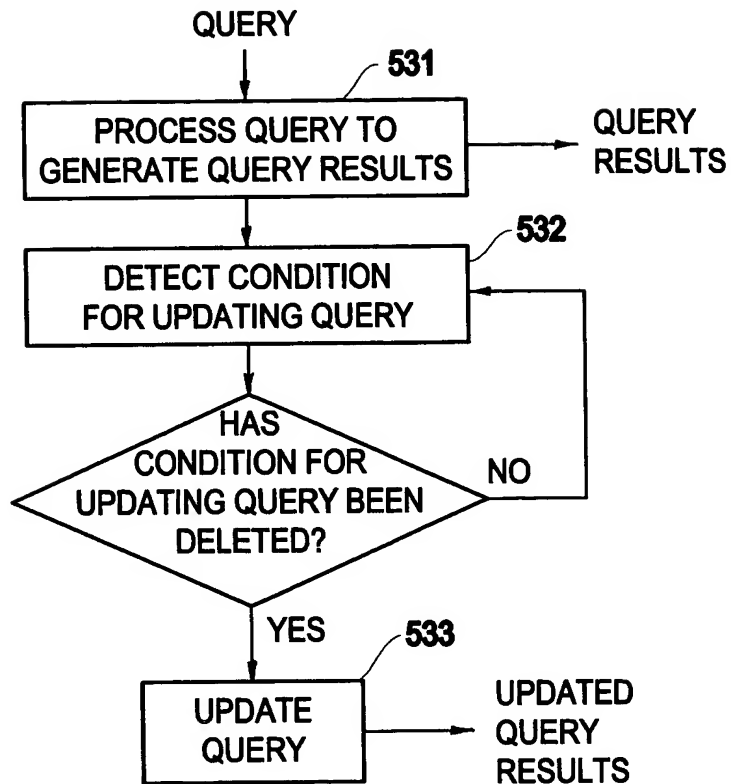 QUERY
531
PROCESS QUERY TO
GENERATE QUERY RESULTS
QUERY
RESULTS
532
DETECT CONDITION
FOR UPDATING QUERY
HAS
CONDITION FOR
UPDATING QUERY BEEN
DELETED?
NO
YES
533
UPDATE
QUERY
UPDATED
QUERY
RESULTS